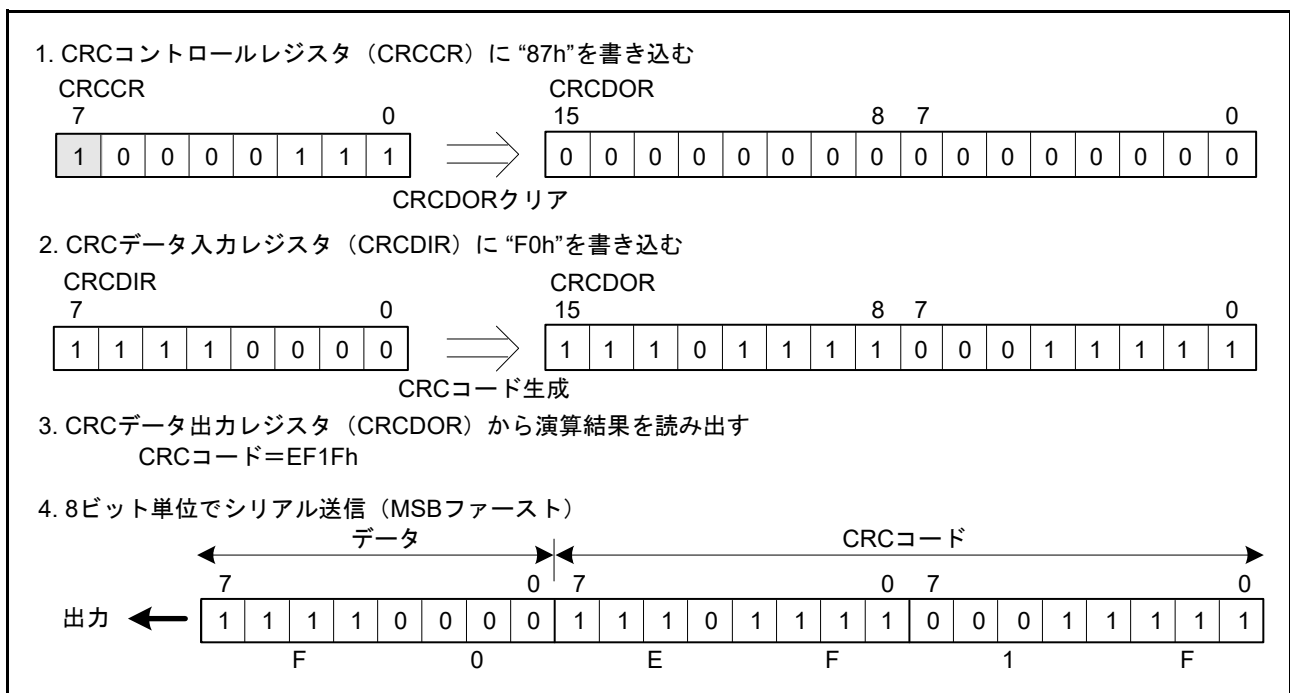 1. CRCコントロールレジスタ（CRCCR）に “87h”を書き込む
CRCCR CRCDOR
7 0 15 8 7 0
1 0 0 0 0 1 1 1 0 0 0 0 0 0 0 0 0 0 0 0 0 0 0 0
CRCDORクリア
2. CRCデータ入力レジスタ（CRCDIR）に “F0h”を書き込む
CRCDIR CRCDOR
7 0 15 8 7 0
1 1 1 1 0 0 0 0 1 1 1 0 1 1 1 1 0 0 0 1 1 1 1 1
CRCコード生成
3. CRCデータ出力レジスタ（CRCDOR）から演算結果を読み出す
CRCコード＝EF1Fh
4. 8ビット単位でシリアル送信（MSBファースト）
データ CRCコード
7 0 7 0 7 0
出力 1 1 1 1 0 0 0 0 1 1 1 0 1 1 1 1 0 0 0 1 1 1 1 1
F 0 E F 1 F